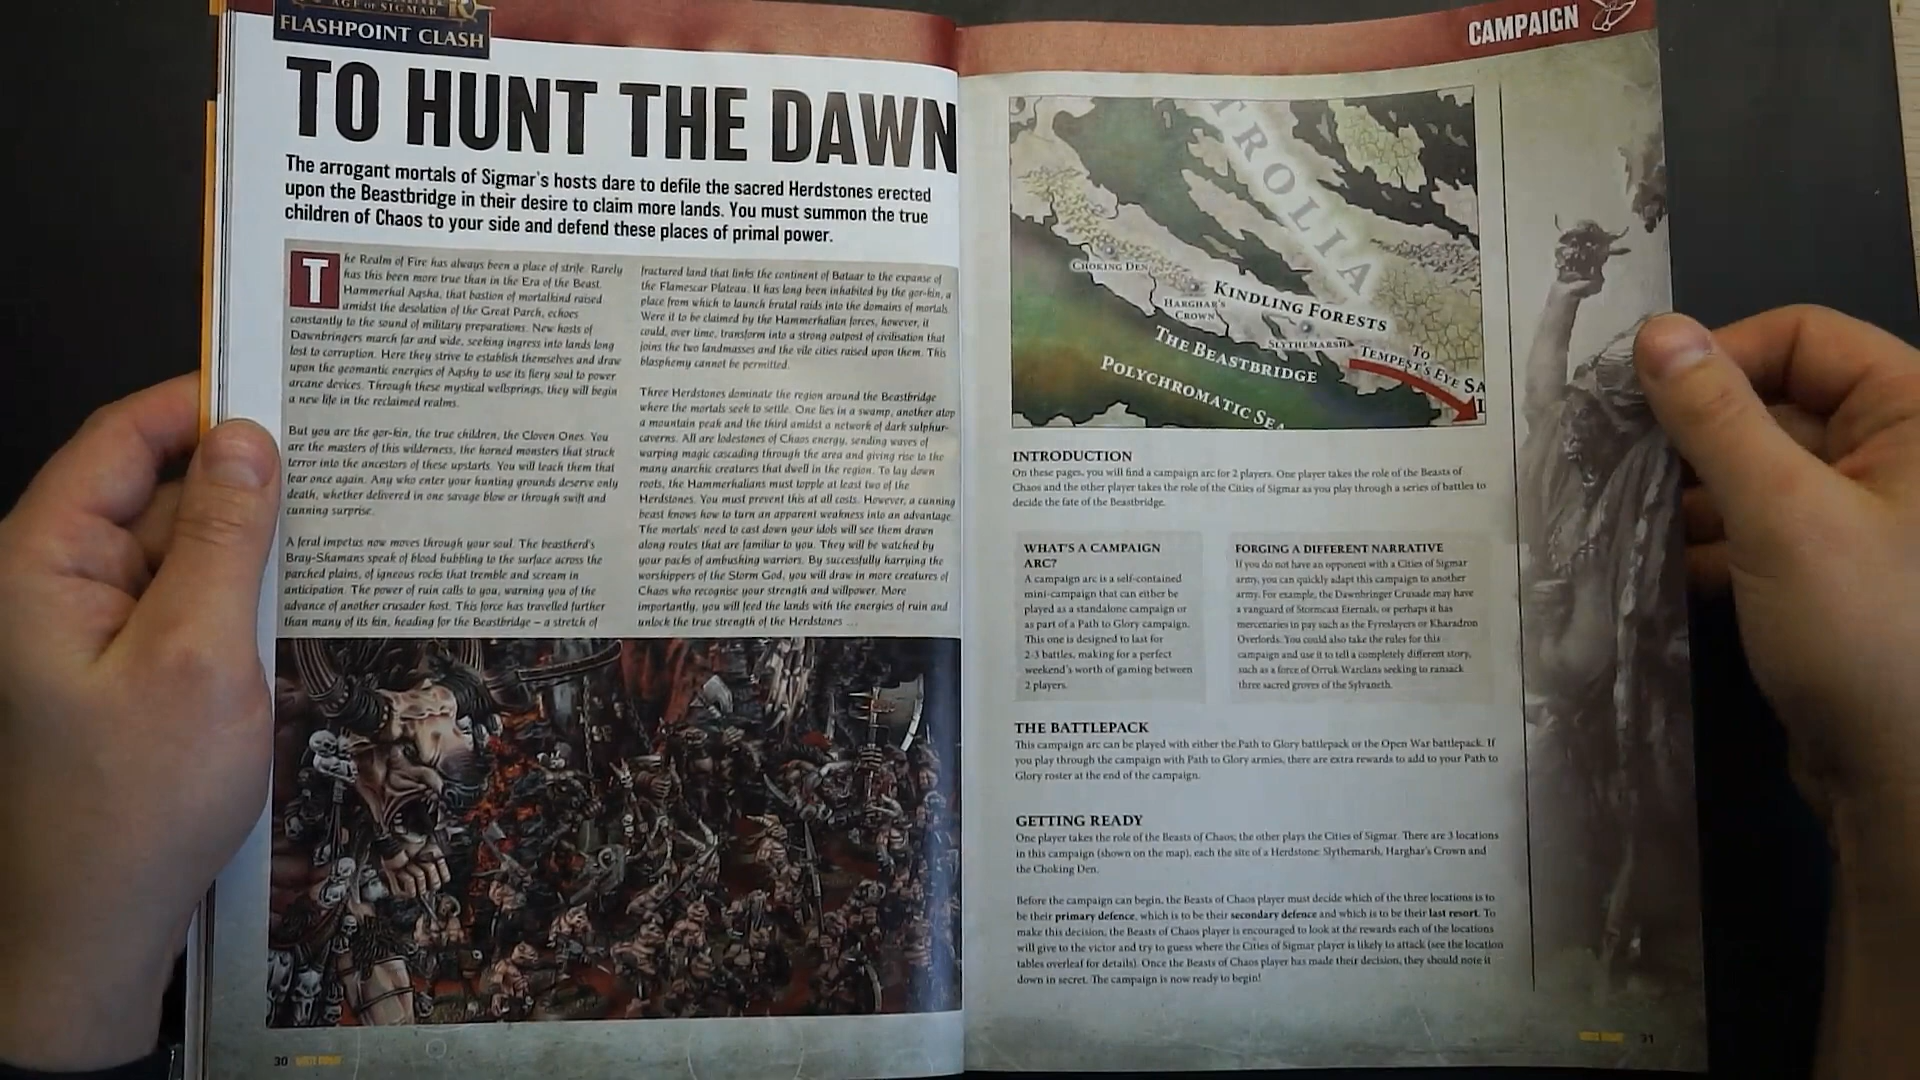 AGE OF SIGMAR
FLASHPOINT CLASH
TO HUNT THE DAWN
The arrogant mortals of Sigmar's hosts dare to defile the sacred Herdstones erected
upon the Beastbridge in their desire to claim more lands. You must summon the true
children of Chaos to your side and defend these places of primal power.
The Realm of Fire has always been a place of strife. Rarely
has this been more true than in the Era of the Beast.
Hammerhal Aqsha, that bastion of mortalkind raised
amidst the desolation of the Great Parch, echoes
constantly to the sound of military preparations. New hosts of
Dawnbringers march far and wide, seeking ingress into lands long
lost to corruption. Here they strive to establish themselves and draw
upon the geomantic energies of Aqshy to use its fiery soul to power
arcane devices. Through these mystical wellsprings, they will begin
a new life in the reclaimed realms.
But you are the gor-kin, the true children, the Cloven Ones. You
are the masters of this wilderness, the horned monsters that struck
terror into the ancestors of these upstarts. You will teach them that
fear once again. Any who enter your hunting grounds deserve only
death, whether delivered in one savage blow or through swift and
cunning surprise.
A feral impetus now moves through your soul. The beastherd's
Bray-Shamans speak of blood bubbling to the surface across the
parched plains, of igneous rocks that tremble and scream in
anticipation. The power of ruin calls to you, warning you of the
advance of another crusader host. This force has travelled further
than many of its kin, heading for the Beastbridge – a stretch of
fractured land that links the continent of Bataar to the expanse of
the Flamescar Plateau. It has long been inhabited by the gor-kin, a
place from which to launch brutal raids into the domains of mortals.
Were it to be claimed by the Hammerhalian forces, however, it
could, over time, transform into a strong outpost of civilisation that
joins the two landmasses and the vile cities raised upon them. This
blasphemy cannot be permitted.
Three Herdstones dominate the region around the Beastbridge
where the mortals seek to settle. One lies in a swamp, another atop
a mountain peak and the third amidst a network of dark sulphur-
caverns. All are lodestones of Chaos energy, sending waves of
warping magic cascading through the area and giving rise to the
many anarchic creatures that dwell in the region. To lay down
roots, the Hammerhalians must topple at least two of the
Herdstones. You must prevent this at all costs. However, a cunning
beast knows how to turn an apparent weakness into an advantage.
The mortals' need to cast down your idols will see them drawn
along routes that are familiar to you. They will be watched by
your packs of ambushing warriors. By successfully harrying the
worshippers of the Storm God, you will draw in more creatures of
Chaos who recognise your strength and willpower. More
importantly, you will feed the lands with the energies of ruin and
unlock the true strength of the Herdstones ...
30
CAMPAIGN
TROLIA
CHOKING DEN
HARGHAR'S
CROWN
KINDLING FORESTS
SLYTHEMARSH
THE BEASTBRIDGE
TO
TEMPEST'S EYE
SA
POLYCHROMATIC SEA
INTRODUCTION
On these pages, you will find a campaign arc for 2 players. One player takes the role of the Beasts of
Chaos and the other player takes the role of the Cities of Sigmar as you play through a series of battles to
decide the fate of the Beastbridge.
WHAT'S A CAMPAIGN
ARC?
A campaign arc is a self-contained
mini-campaign that can either be
played as a standalone campaign or
as part of a Path to Glory campaign.
This one is designed to last for
2-3 battles, making for a perfect
weekend's worth of gaming between
2 players.
FORGING A DIFFERENT NARRATIVE
If you do not have an opponent with a Cities of Sigmar
army, you can quickly adapt this campaign to another
army. For example, the Dawnbringer Crusade may have
a vanguard of Stormcast Eternals, or perhaps it has
mercenaries in pay such as the Fyreslayers or Kharadron
Overlords. You could also take the rules for this
campaign and use it to tell a completely different story,
such as a force of Orruk Warclans seeking to ransack
three sacred groves of the Sylvaneth.
THE BATTLEPACK
This campaign arc can be played with either the Path to Glory battlepack or the Open War battlepack. If
you play through the campaign with Path to Glory armies, there are extra rewards to add to your Path to
Glory roster at the end of the campaign.
GETTING READY
One player takes the role of the Beasts of Chaos; the other plays the Cities of Sigmar. There are 3 locations
in this campaign (shown on the map), each the site of a Herdstone: Slythemarsh, Harghar's Crown and
the Choking Den.
Before the campaign can begin, the Beasts of Chaos player must decide which of the three locations is to
be their primary defence, which is to be their secondary defence and which is to be their last resort. To
make this decision, the Beasts of Chaos player is encouraged to look at the rewards each of the locations
will give to the victor and try to guess where the Cities of Sigmar player is likely to attack (see the location
tables overleaf for details). Once the Beasts of Chaos player has made their decision, they should note it
down in secret. The campaign is now ready to begin!
31